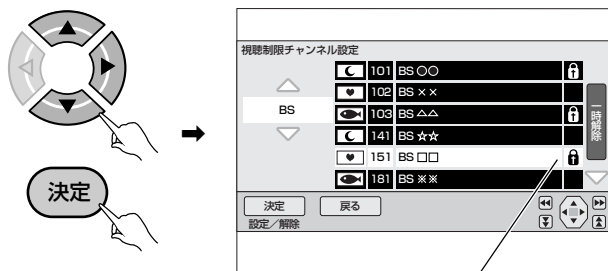 視聴制限チャンネル設定
101 BS ○○
102 BS ××
BS
103 BS △△
141 BS ☆☆
151 BS □□
181 BS ※※
一時解除
決定
決定
戻る
設定／解除